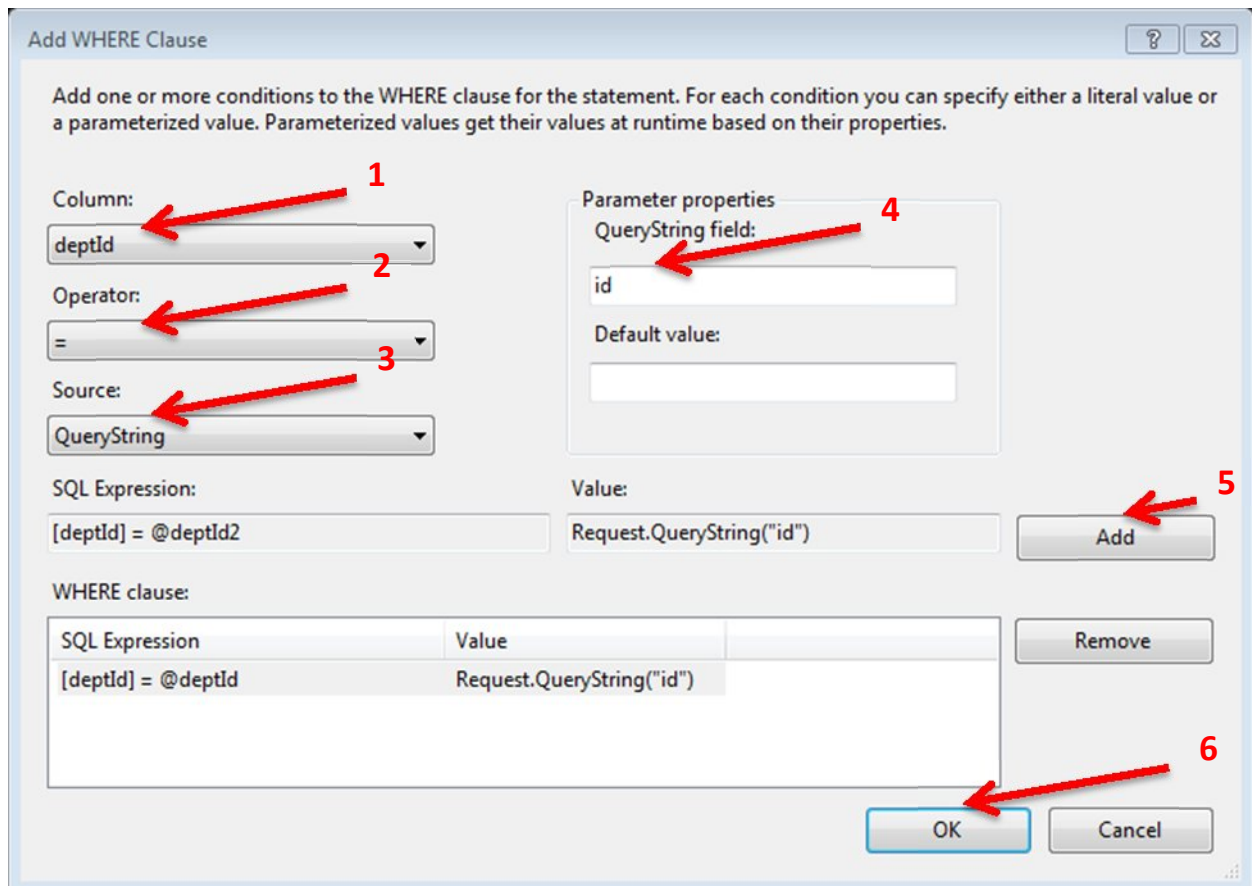 Add WHERE Clause
Add one or more conditions to the WHERE clause for the statement. For each condition you can specify either a literal value or
a parameterized value. Parameterized values get their values at runtime based on their properties.
1
Column:
deptId
2
Operator:
=
3
Source:
QueryString
Parameter properties
4
QueryString field:
id
Default value:
SQL Expression:
Value:
5
[deptId] = @deptId2
Request.QueryString("id")
Add
WHERE clause:
SQL Expression
Value
Remove
[deptId] = @deptId
Request.QueryString("id")
6
OK
Cancel